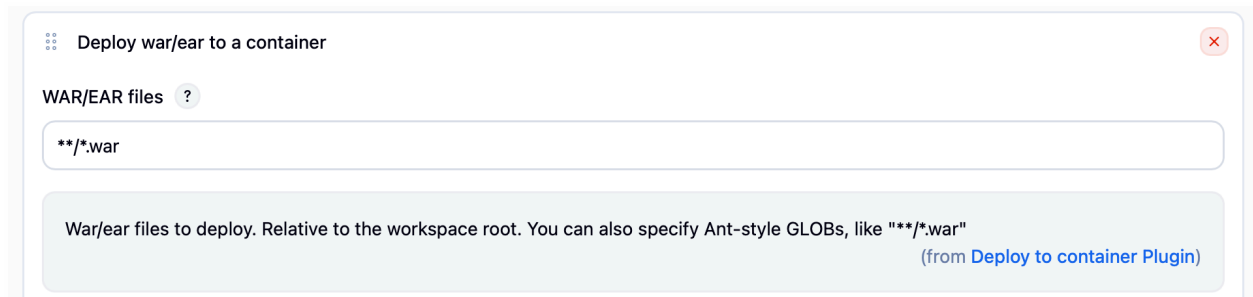 Deploy war/ear to a container
WAR/EAR files ?
**/*.war
War/ear files to deploy. Relative to the workspace root. You can also specify Ant-style GLOBs, like "**/*.war"
(from Deploy to container Plugin)